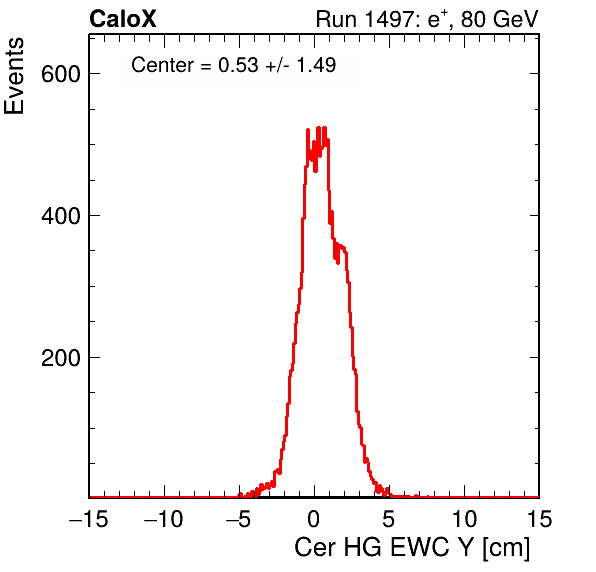 CaloX
Run 1497: e+, 80 GeV
Events
Center = 0.53 +/- 1.49
600
400
200
−15 −10 −5 0 5 10 15
Cer HG EWC Y [cm]